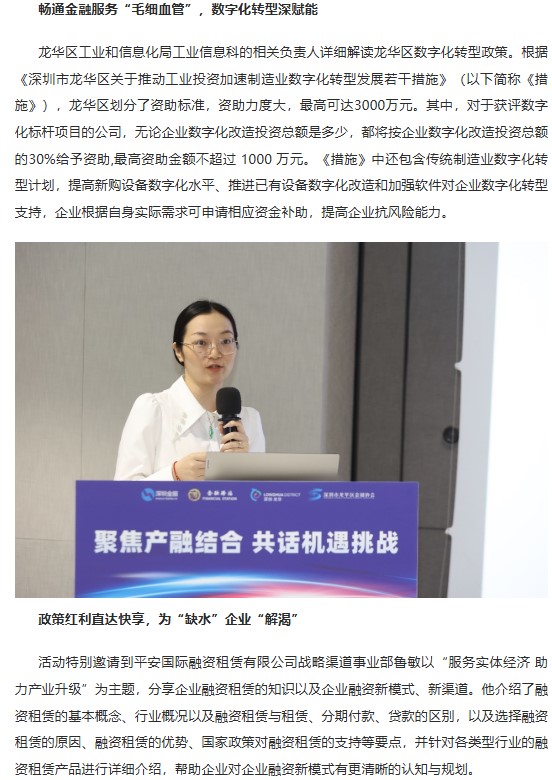 畅通金融服务“毛细血管”，数字化转型深赋能
龙华区工业和信息化局工业信息科的相关负责人详细解读龙华区数字化转型政策。根据
《深圳市龙华区关于推动工业投资加速制造业数字化转型发展若干措施》（以下简称《措
施》），龙华区划分了资助标准，资助力度大，最高可达3000万元。其中，对于获评数字
化标杆项目的公司，无论企业数字化改造投资总额是多少，都将按企业数字化改造投资总额
的30%给予资助,最高资助金额不超过 1000 万元。《措施》中还包含传统制造业数字化转
型计划，提高新购设备数字化水平、推进已有设备数字化改造和加强软件对企业数字化转型
支持，企业根据自身实际需求可申请相应资金补助，提高企业抗风险能力。
深圳金融
金融驿站
FINANCIAL STATION
LONGHUA DISTRICT
聚焦产融结合 共话机遇挑战
政策红利直达快享，为“缺水”企业“解渴”
活动特别邀请到平安国际融资租赁有限公司战略渠道事业部鲁敏以“服务实体经济 助
力产业升级”为主题，分享企业融资租赁的知识以及企业融资新模式、新渠道。他介绍了融
资租赁的基本概念、行业概况以及融资租赁与租赁、分期付款、贷款的区别，以及选择融资
租赁的原因、融资租赁的优势、国家政策对融资租赁的支持等要点，并针对各类型行业的融
资租赁产品进行详细介绍，帮助企业对企业融资新模式有更清晰的认知与规划。